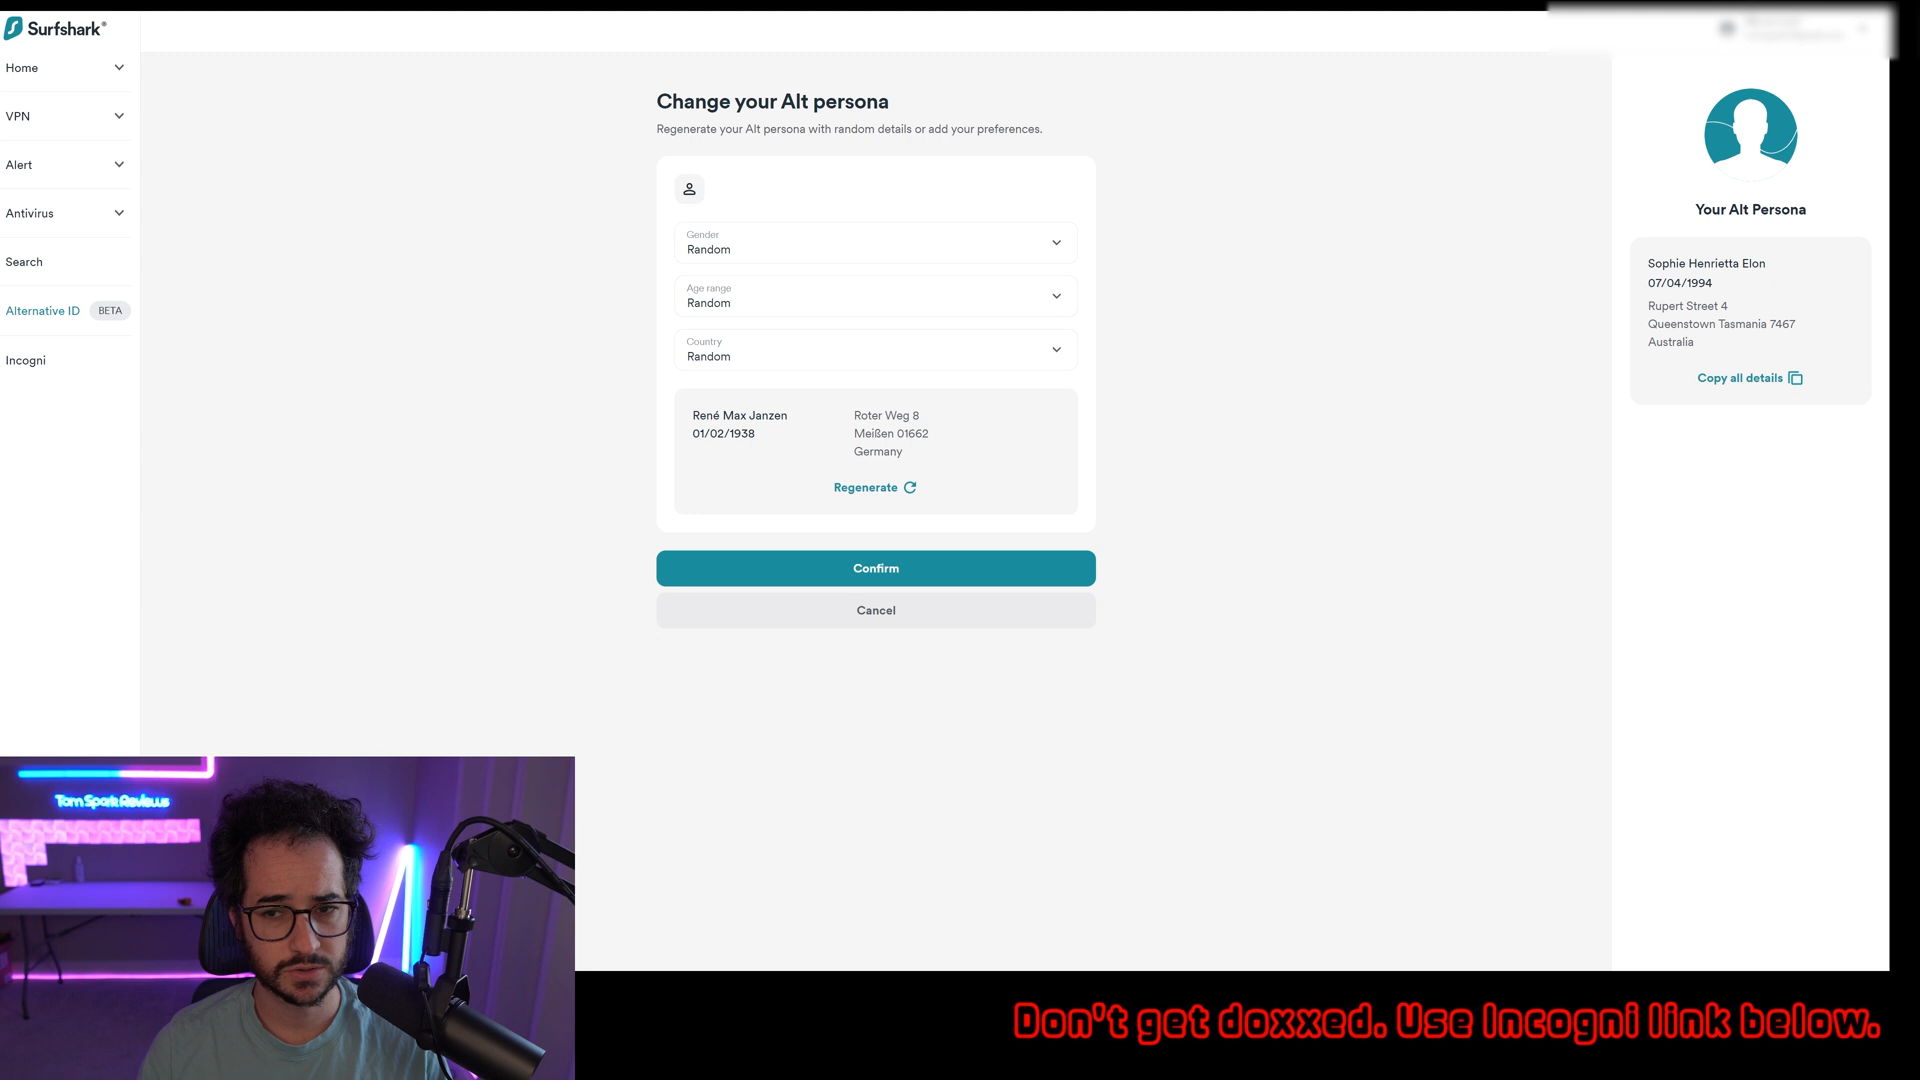 Surfshark®
Home
VPN
Alert
Antivirus
Search
Alternative ID BETA
Incogni
Change your Alt persona
Regenerate your Alt persona with random details or add your preferences.
Gender
Random
Age range
Random
Country
Random
René Max Janzen
01/02/1938
Roter Weg 8
Meißen 01662
Germany
Regenerate
Confirm
Cancel
Your Alt Persona
Sophie Henrietta Elon
07/04/1994
Rupert Street 4
Queenstown Tasmania 7467
Australia
Copy all details
Tom Spark Reviews
Don't get doxxed. Use Incogni link below.